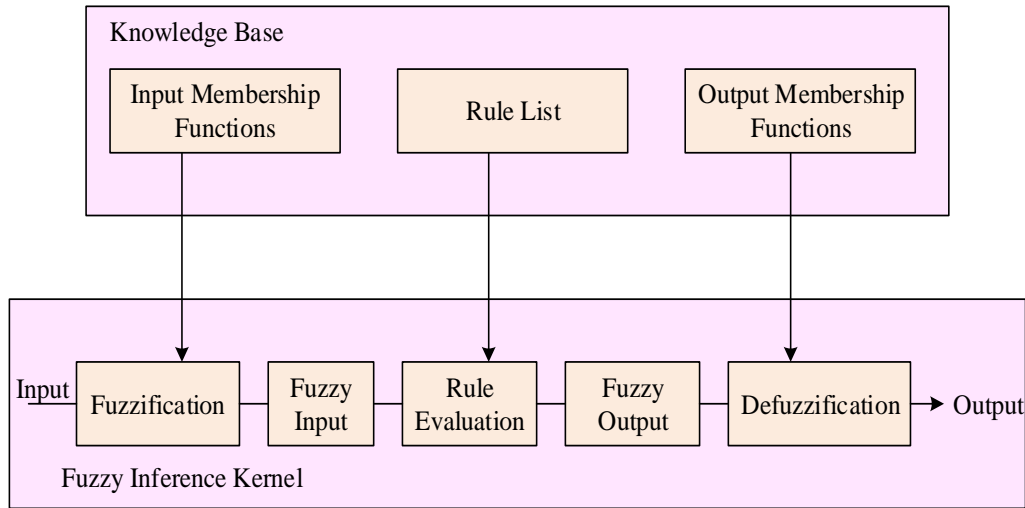 Knowledge Base
Input Membership
Functions
Rule List
Output Membership
Functions
Input
Fuzzification
Fuzzy
Input
Rule
Evaluation
Fuzzy
Output
Defuzzification
Output
Fuzzy Inference Kernel